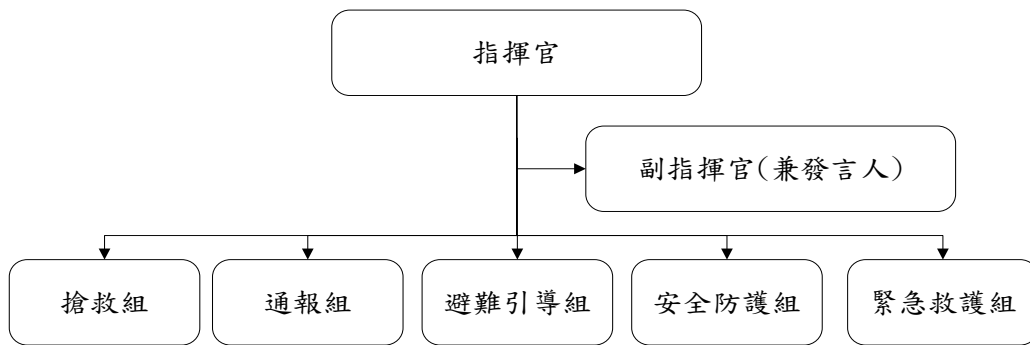 指揮官
副指揮官(兼發言人)
搶救組
通報組
避難引導組
安全防護組
緊急救護組